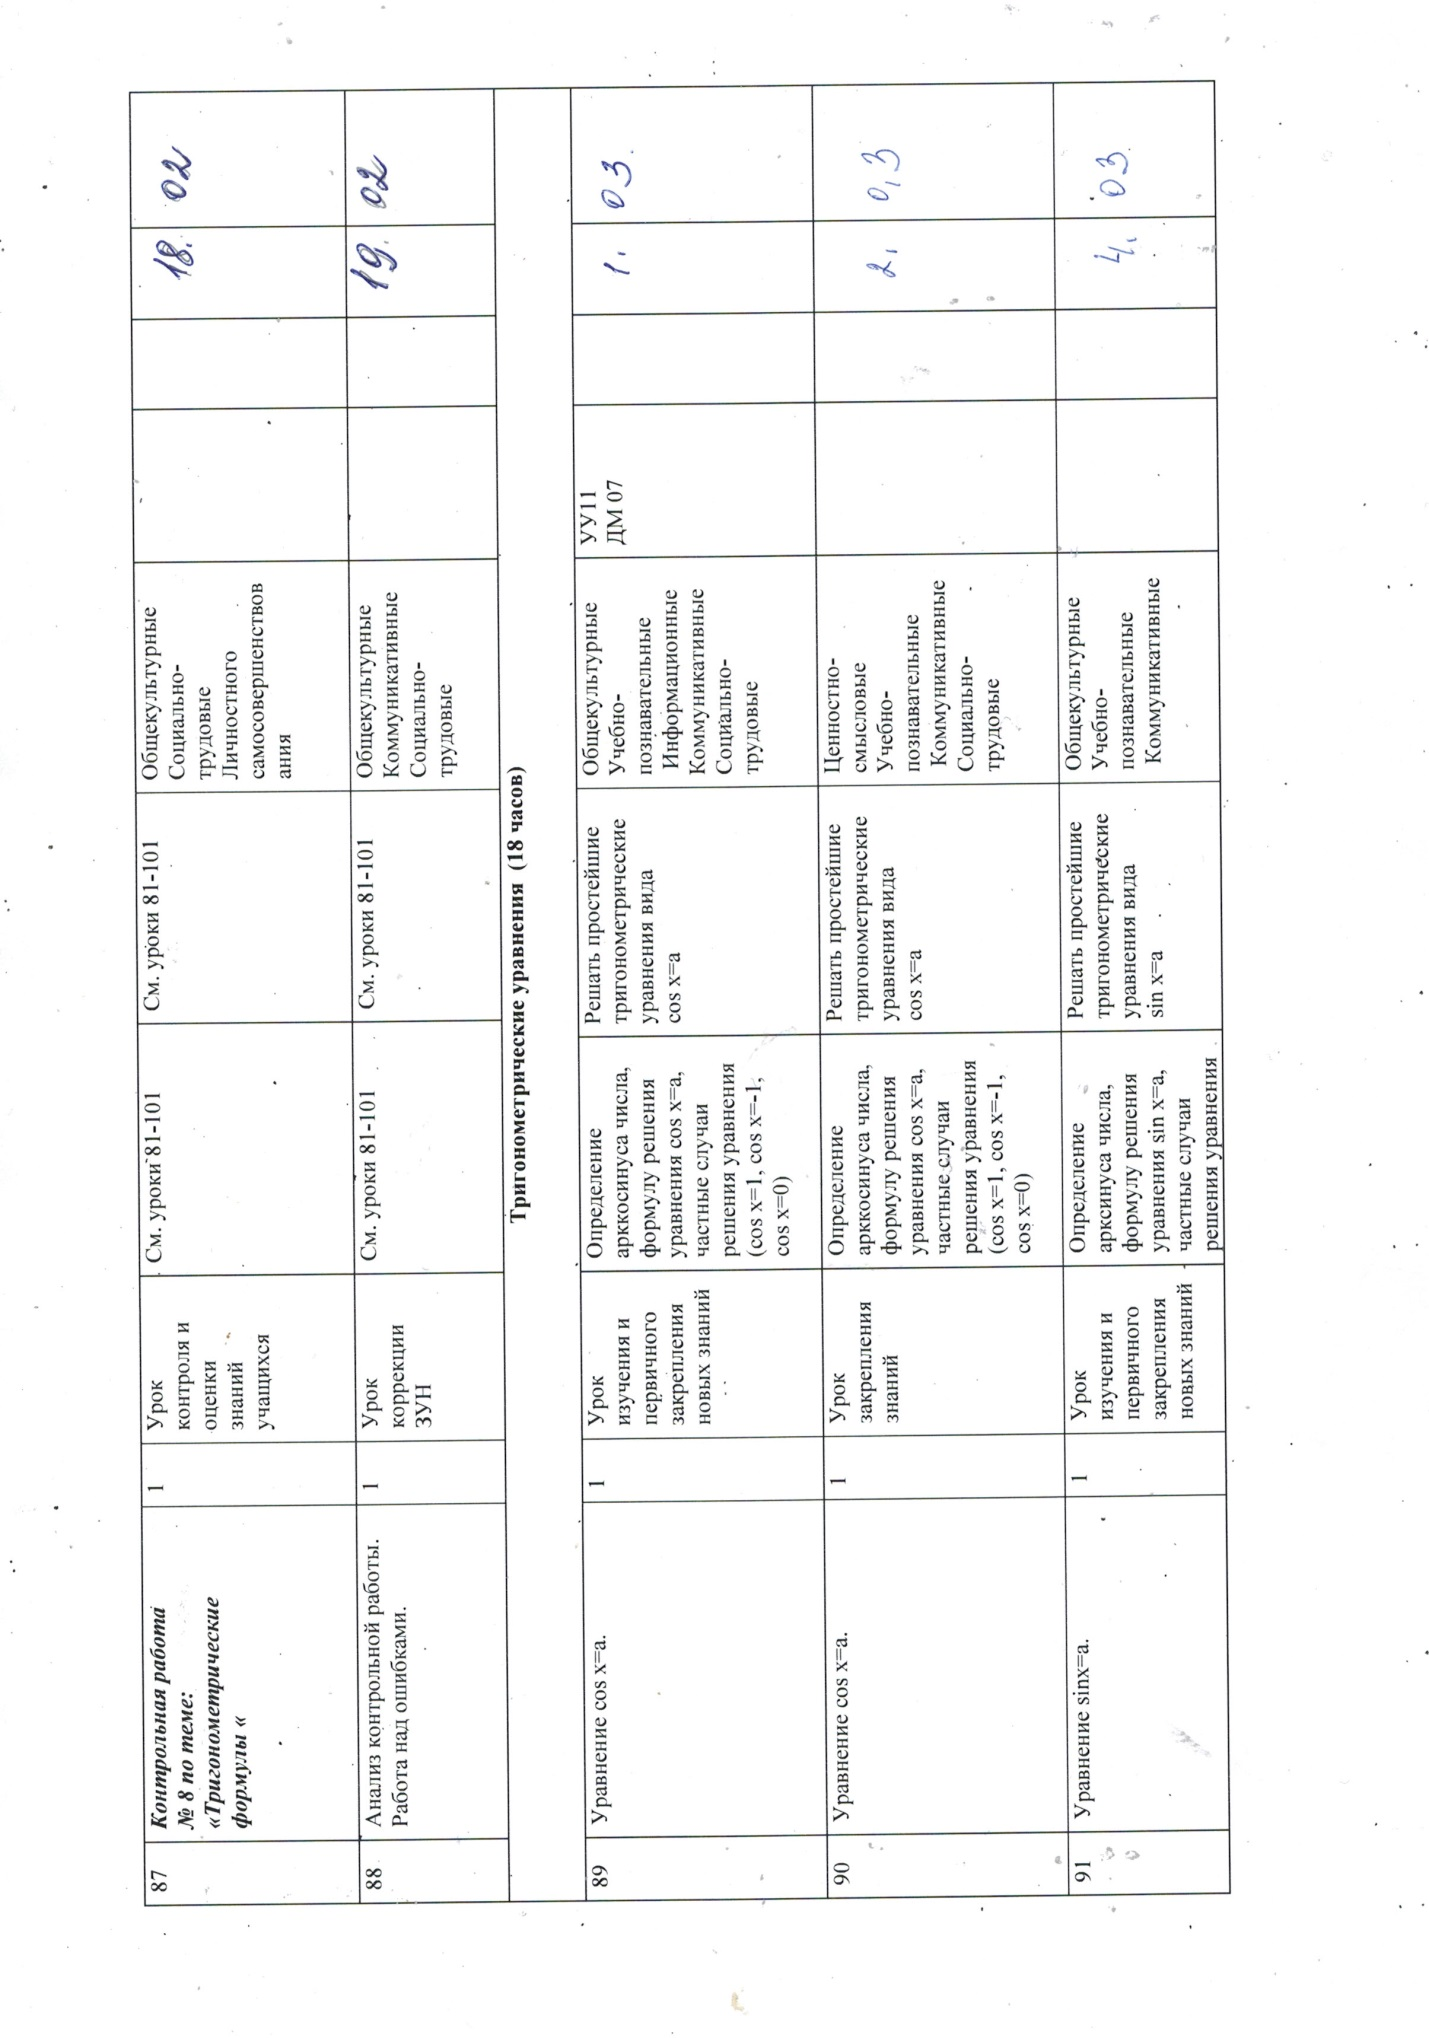 87
Контрольная работа
№ 8 по теме:
«Тригонометрические
формулы «
1
Урок
контроля и
оценки
знаний
учащихся
См. уроки 81-101
См. уроки 81-101
Общекультурные
Социально-
трудовые
Личностного
самосовершенствов
ания
18.
02
88
Анализ контрольной работы.
Работа над ошибками.
1
Урок
коррекции
ЗУН
См. уроки 81-101
См. уроки 81-101
Общекультурные
Коммуникативные
Социально-
трудовые
19.
02
Тригонометрические уравнения (18 часов)
89
Уравнение cos x=a.
1
Урок
изучения и
первичного
закрепления
новых знаний
Определение
арккосинуса числа,
формулу решения
уравнения cos x=a,
частные случаи
решения уравнения
(cos x=1, cos x=-1,
cos x=0)
Решать простейшие
тригонометрические
уравнения вида
cos x=a
Общекультурные
Учебно-
познавательные
Информационные
Коммуникативные
Социально-
трудовые
УУ11
ДМ 07
1.
03.
90
Уравнение cos x=a.
1
Урок
закрепления
знаний
Определение
арккосинуса числа,
формулу решения
уравнения cos x=a,
частные случаи
решения уравнения
(cos x=1, cos x=-1,
cos x=0)
Решать простейшие
тригонометрические
уравнения вида
cos x=a
Ценностно-
смысловые
Учебно-
познавательные
Коммуникативные
Социально-
трудовые
2.
0,3
91
Уравнение sinx=a.
1
Урок
изучения и
первичного
закрепления
новых знаний
Определение
арксинуса числа,
формулу решения
уравнения sin x=a,
частные случаи
решения уравнения
Решать простейшие
тригонометрические
уравнения вида
sin x=a
Общекультурные
Учебно-
познавательные
Коммуникативные
4.
03